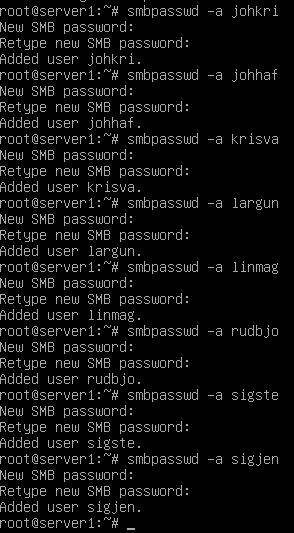 root@server1:~# smbpasswd -a johkri
New SMB password:
Retype new SMB password:
Added user johkri.
root@server1:~# smbpasswd -a johhaf
New SMB password:
Retype new SMB password:
Added user johhaf.
root@server1:~# smbpasswd -a krisva
New SMB password:
Retype new SMB password:
Added user krisva.
root@server1:~# smbpasswd -a largun
New SMB password:
Retype new SMB password:
Added user largun.
root@server1:~# smbpasswd -a linmag
New SMB password:
Retype new SMB password:
Added user linmag.
root@server1:~# smbpasswd -a rudbjo
New SMB password:
Retype new SMB password:
Added user rudbjo.
root@server1:~# smbpasswd -a sigste
New SMB password:
Retype new SMB password:
Added user sigste.
root@server1:~# smbpasswd -a sigjen
New SMB password:
Retype new SMB password:
Added user sigjen.
root@server1:~# _